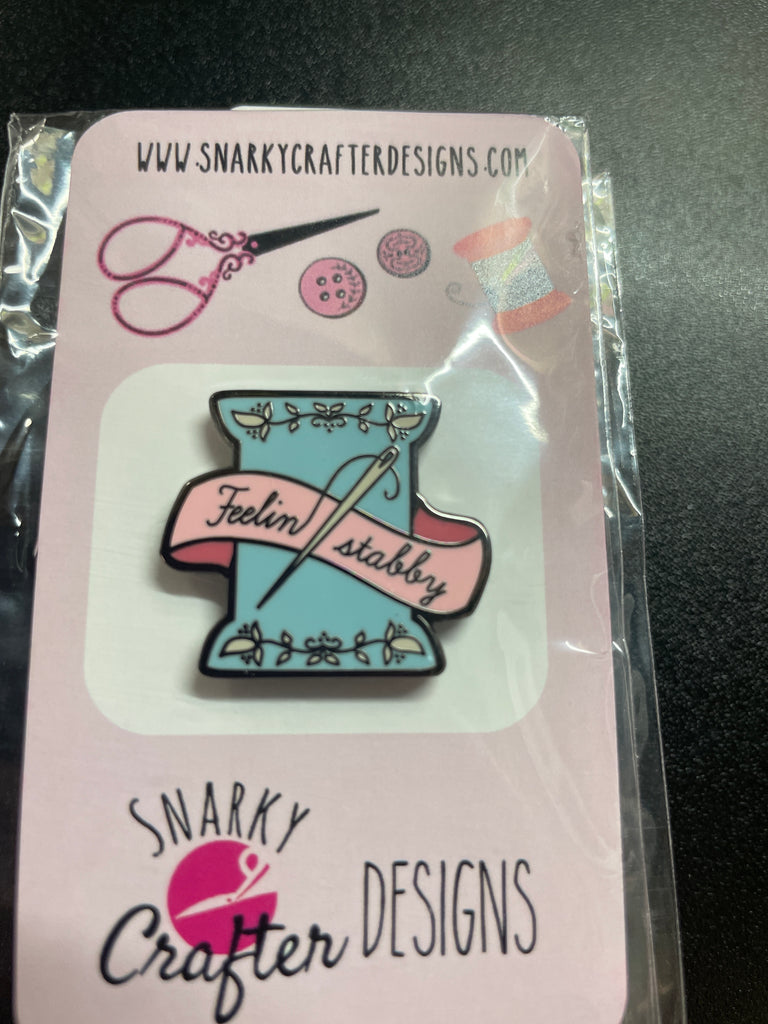 WWW.SNARKYCRAFTERDESIGNS.COM
Feelin stabby
SNARKY
Crafter DESIGNS